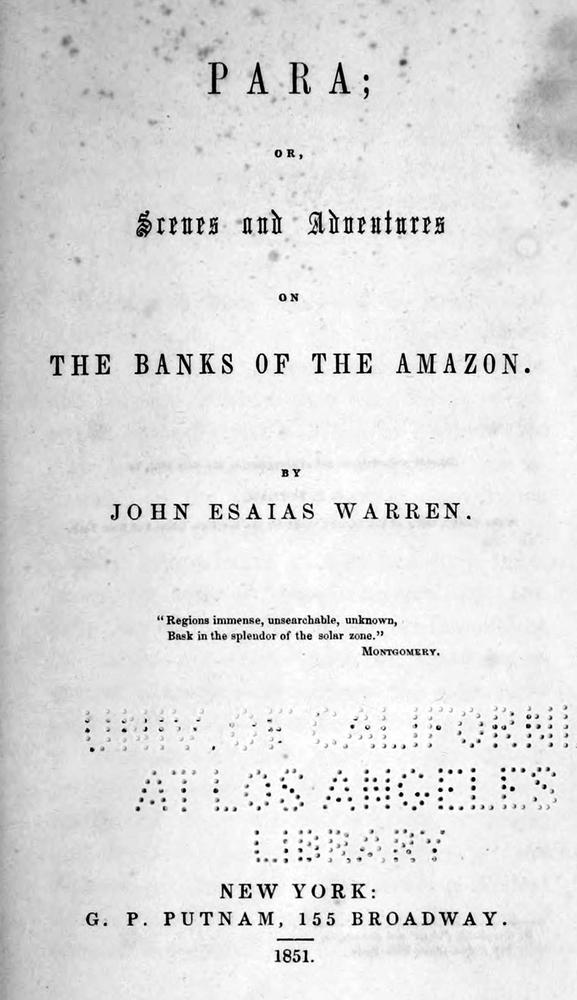 PARA;
OR,
Scenes and Adventures
ON
THE BANKS OF THE AMAZON.
BY
JOHN ESAIAS WARREN.
“Regions immense, unsearchable, unknown,
Bask in the splendor of the solar zone.”
MONTGOMERY.
UNIV. OF CALIFORNI
AT LOS ANGELES
LIBRARY
NEW YORK:
G. P. PUTNAM, 155 BROADWAY.
1851.